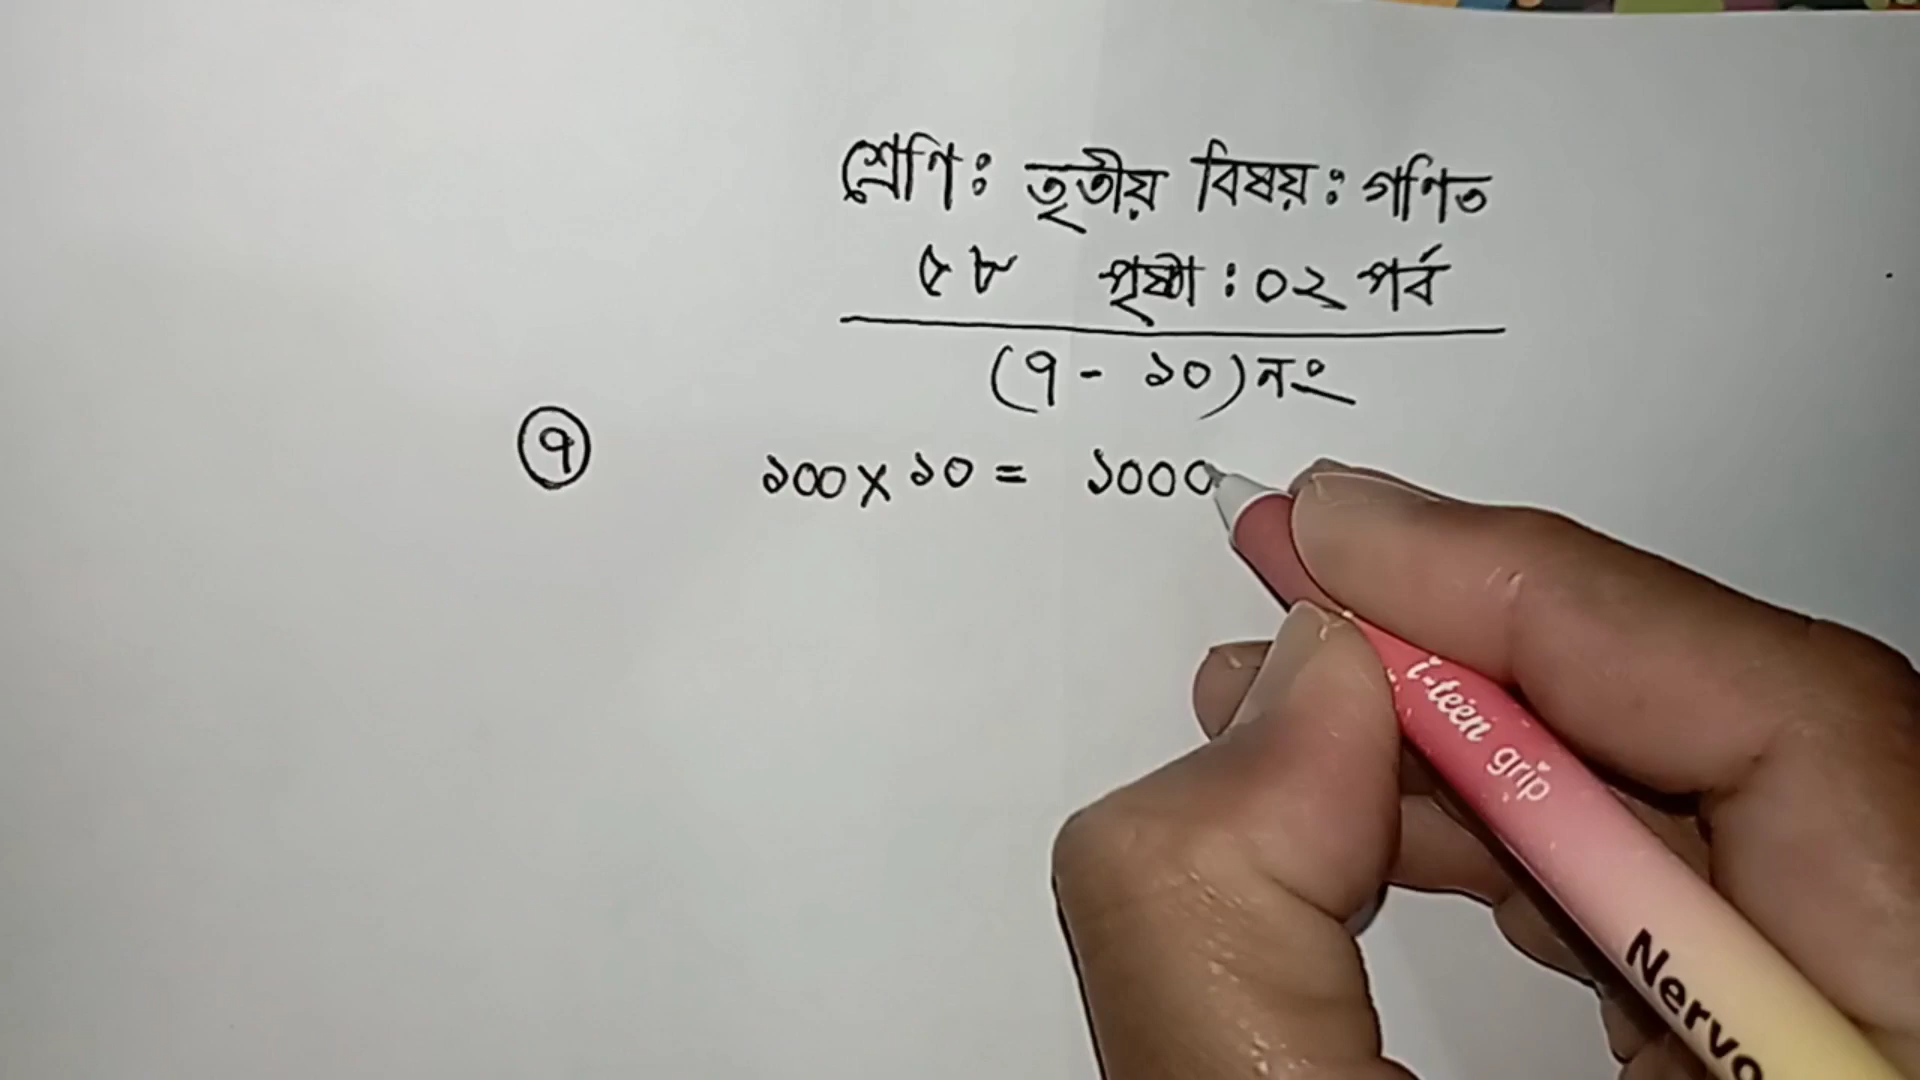 শ্রেণি: তৃতীয় বিষয়: গণিত
৫৮ পৃষ্ঠা : ০২ পর্ব
(৭ - ১০) নং
৭ ১০০ x ১০ = ১০০০
i-teen grip
Nervo